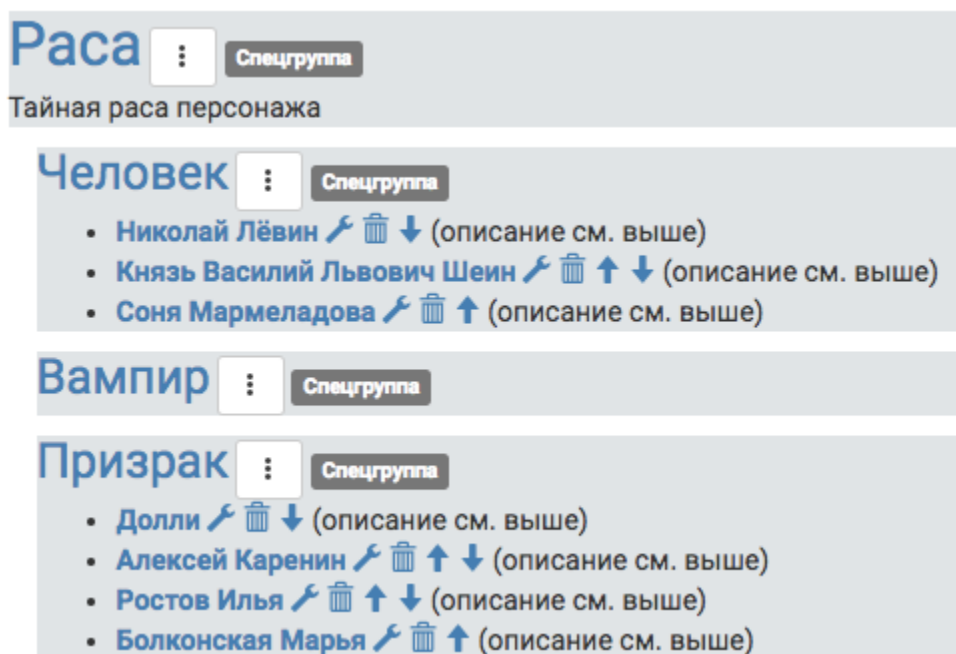 Раса Спецгруппа
Тайная раса персонажа
Человек Спецгруппа
Николай Лёвин (описание см. выше)
Князь Василий Львович Шеин (описание см. выше)
Соня Мармеладова (описание см. выше)
Вампир Спецгруппа
Призрак Спецгруппа
Долли (описание см. выше)
Алексей Каренин (описание см. выше)
Ростов Илья (описание см. выше)
Болконская Марья (описание см. выше)